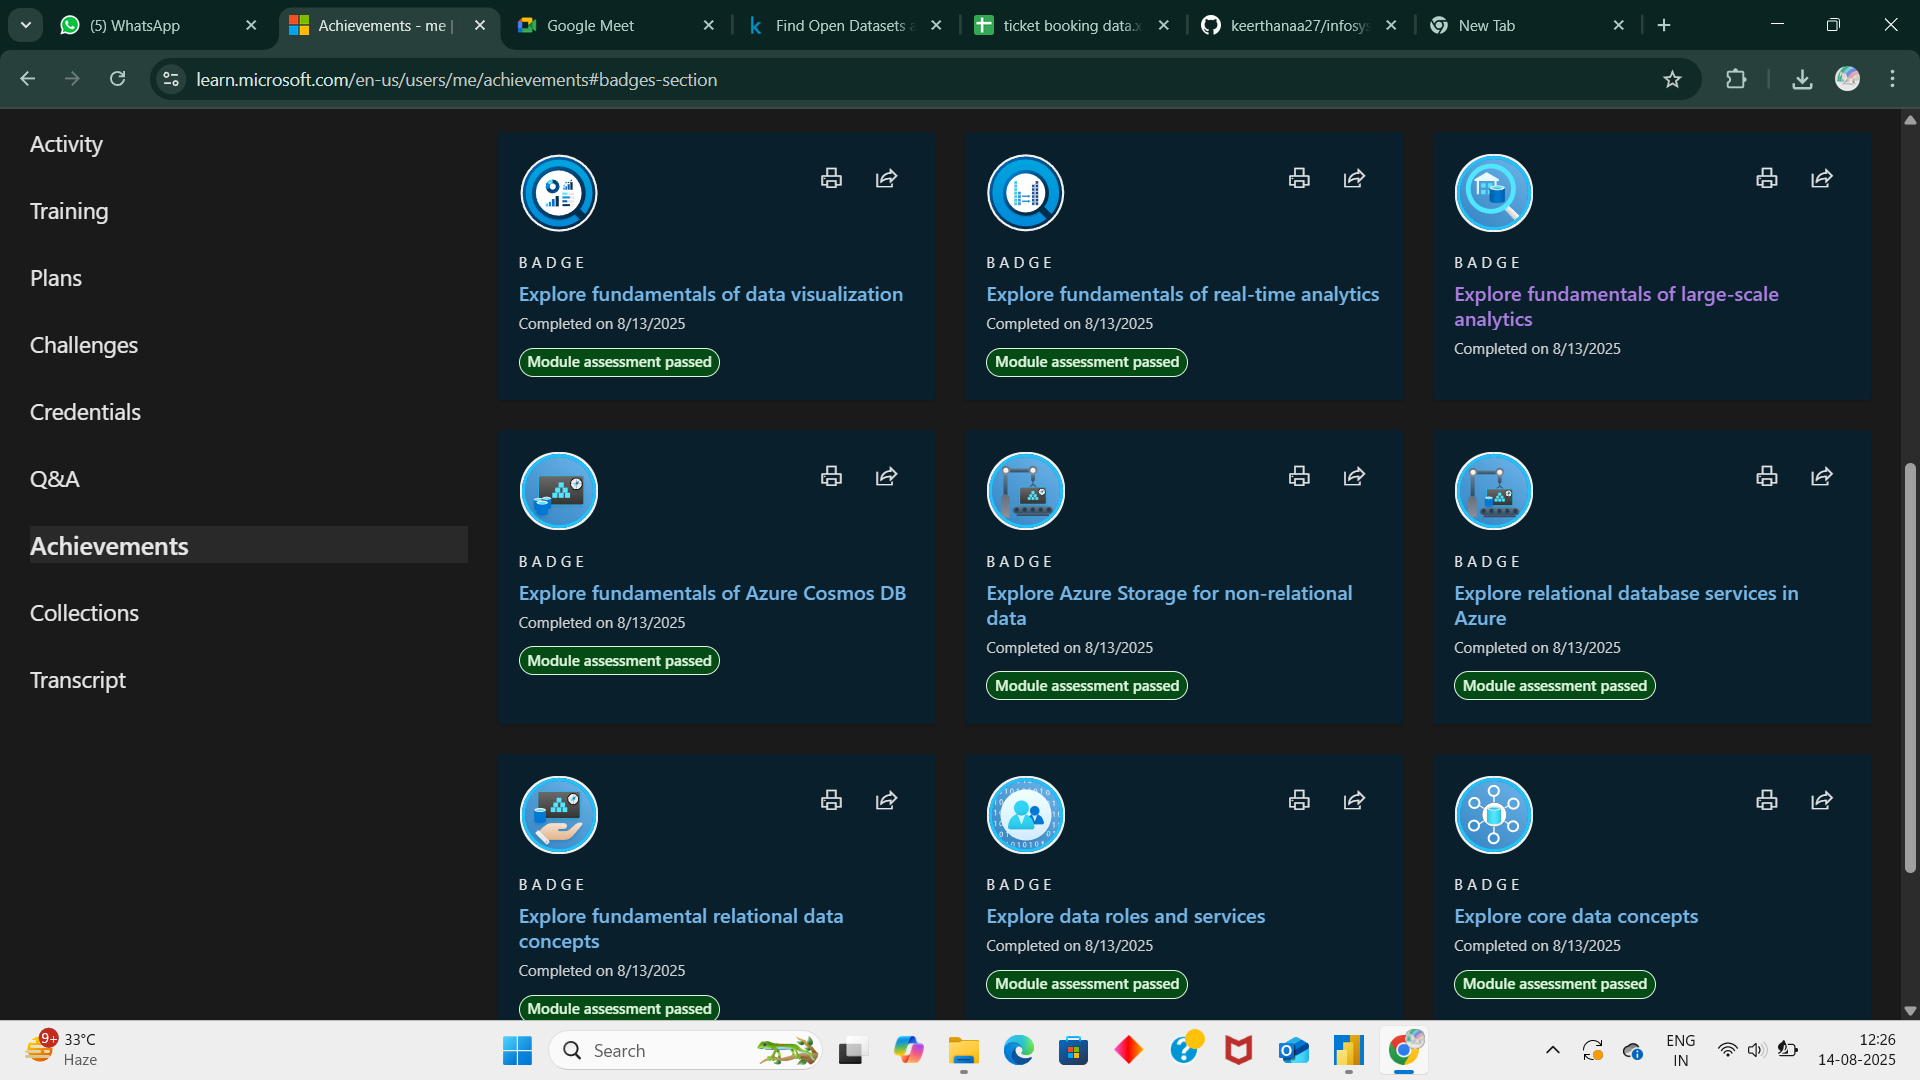 (5) WhatsApp
Achievements - me |
Google Meet
Find Open Datasets a
ticket booking data.x
keerthanaa27/infosys
New Tab
learn.microsoft.com/en-us/users/me/achievements#badges-section
Activity
Training
Plans
Challenges
Credentials
Q&A
Achievements
Collections
Transcript
BADGE
Explore fundamentals of data visualization
Completed on 8/13/2025
Module assessment passed
BADGE
Explore fundamentals of real-time analytics
Completed on 8/13/2025
Module assessment passed
BADGE
Explore fundamentals of large-scale
analytics
Completed on 8/13/2025
BADGE
Explore fundamentals of Azure Cosmos DB
Completed on 8/13/2025
Module assessment passed
BADGE
Explore Azure Storage for non-relational
data
Completed on 8/13/2025
Module assessment passed
BADGE
Explore relational database services in
Azure
Completed on 8/13/2025
Module assessment passed
BADGE
Explore fundamental relational data
concepts
Completed on 8/13/2025
Module assessment passed
BADGE
Explore data roles and services
Completed on 8/13/2025
Module assessment passed
BADGE
Explore core data concepts
Completed on 8/13/2025
Module assessment passed
9+
33°C
Haze
Search
ENG
IN
12:26
14-08-2025